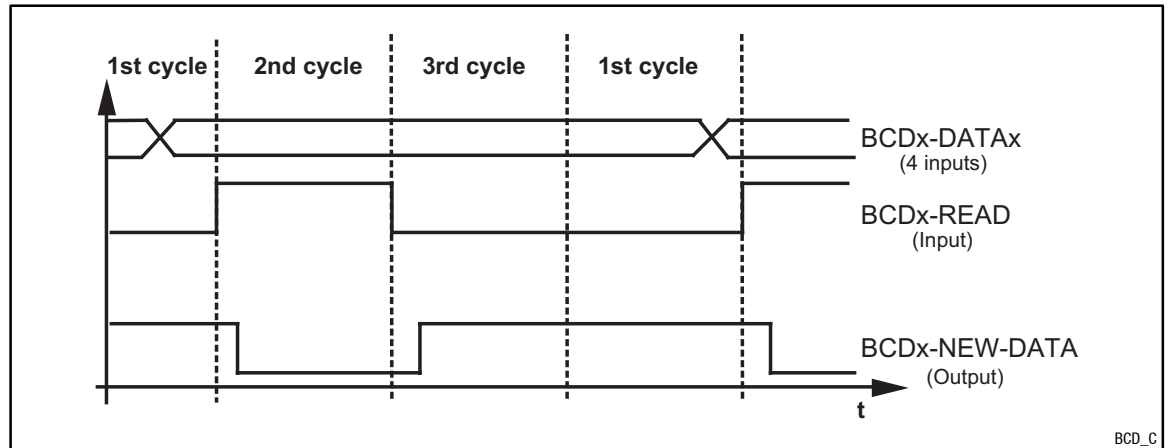 1st cycle 2nd cycle 3rd cycle 1st cycle
BCDx-DATAx
(4 inputs)
BCDx-READ
(Input)
BCDx-NEW-DATA
(Output)
t
BCD_C